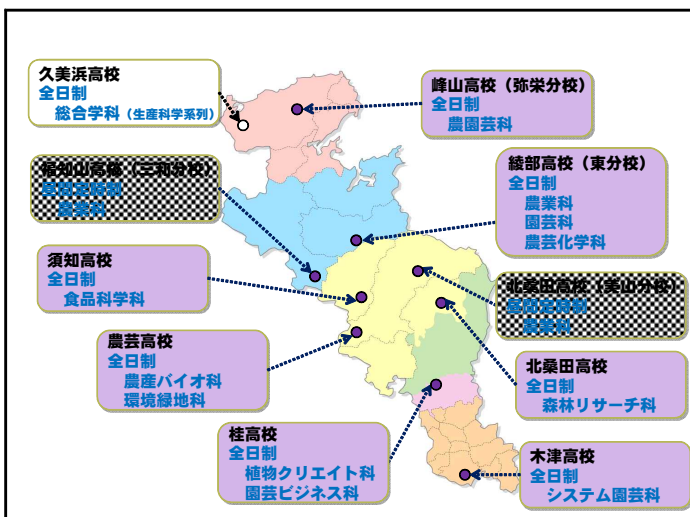 久美浜高校
全日制
総合学科(生産科学系列)
峰山高校(弥栄分校)
全日制
農園芸科
福知山高校(三和分校)
昼間定時制
農業科
綾部高校(東分校)
全日制
農業科
園芸科
農芸化学科
須知高校
全日制
食品科学科
北桑田高校(美山分校)
昼間定時制
農業科
農芸高校
全日制
農産バイオ科
環境緑地科
北桑田高校
全日制
森林リサーチ科
桂高校
全日制
植物クリエイト科
園芸ビジネス科
木津高校
全日制
システム園芸科